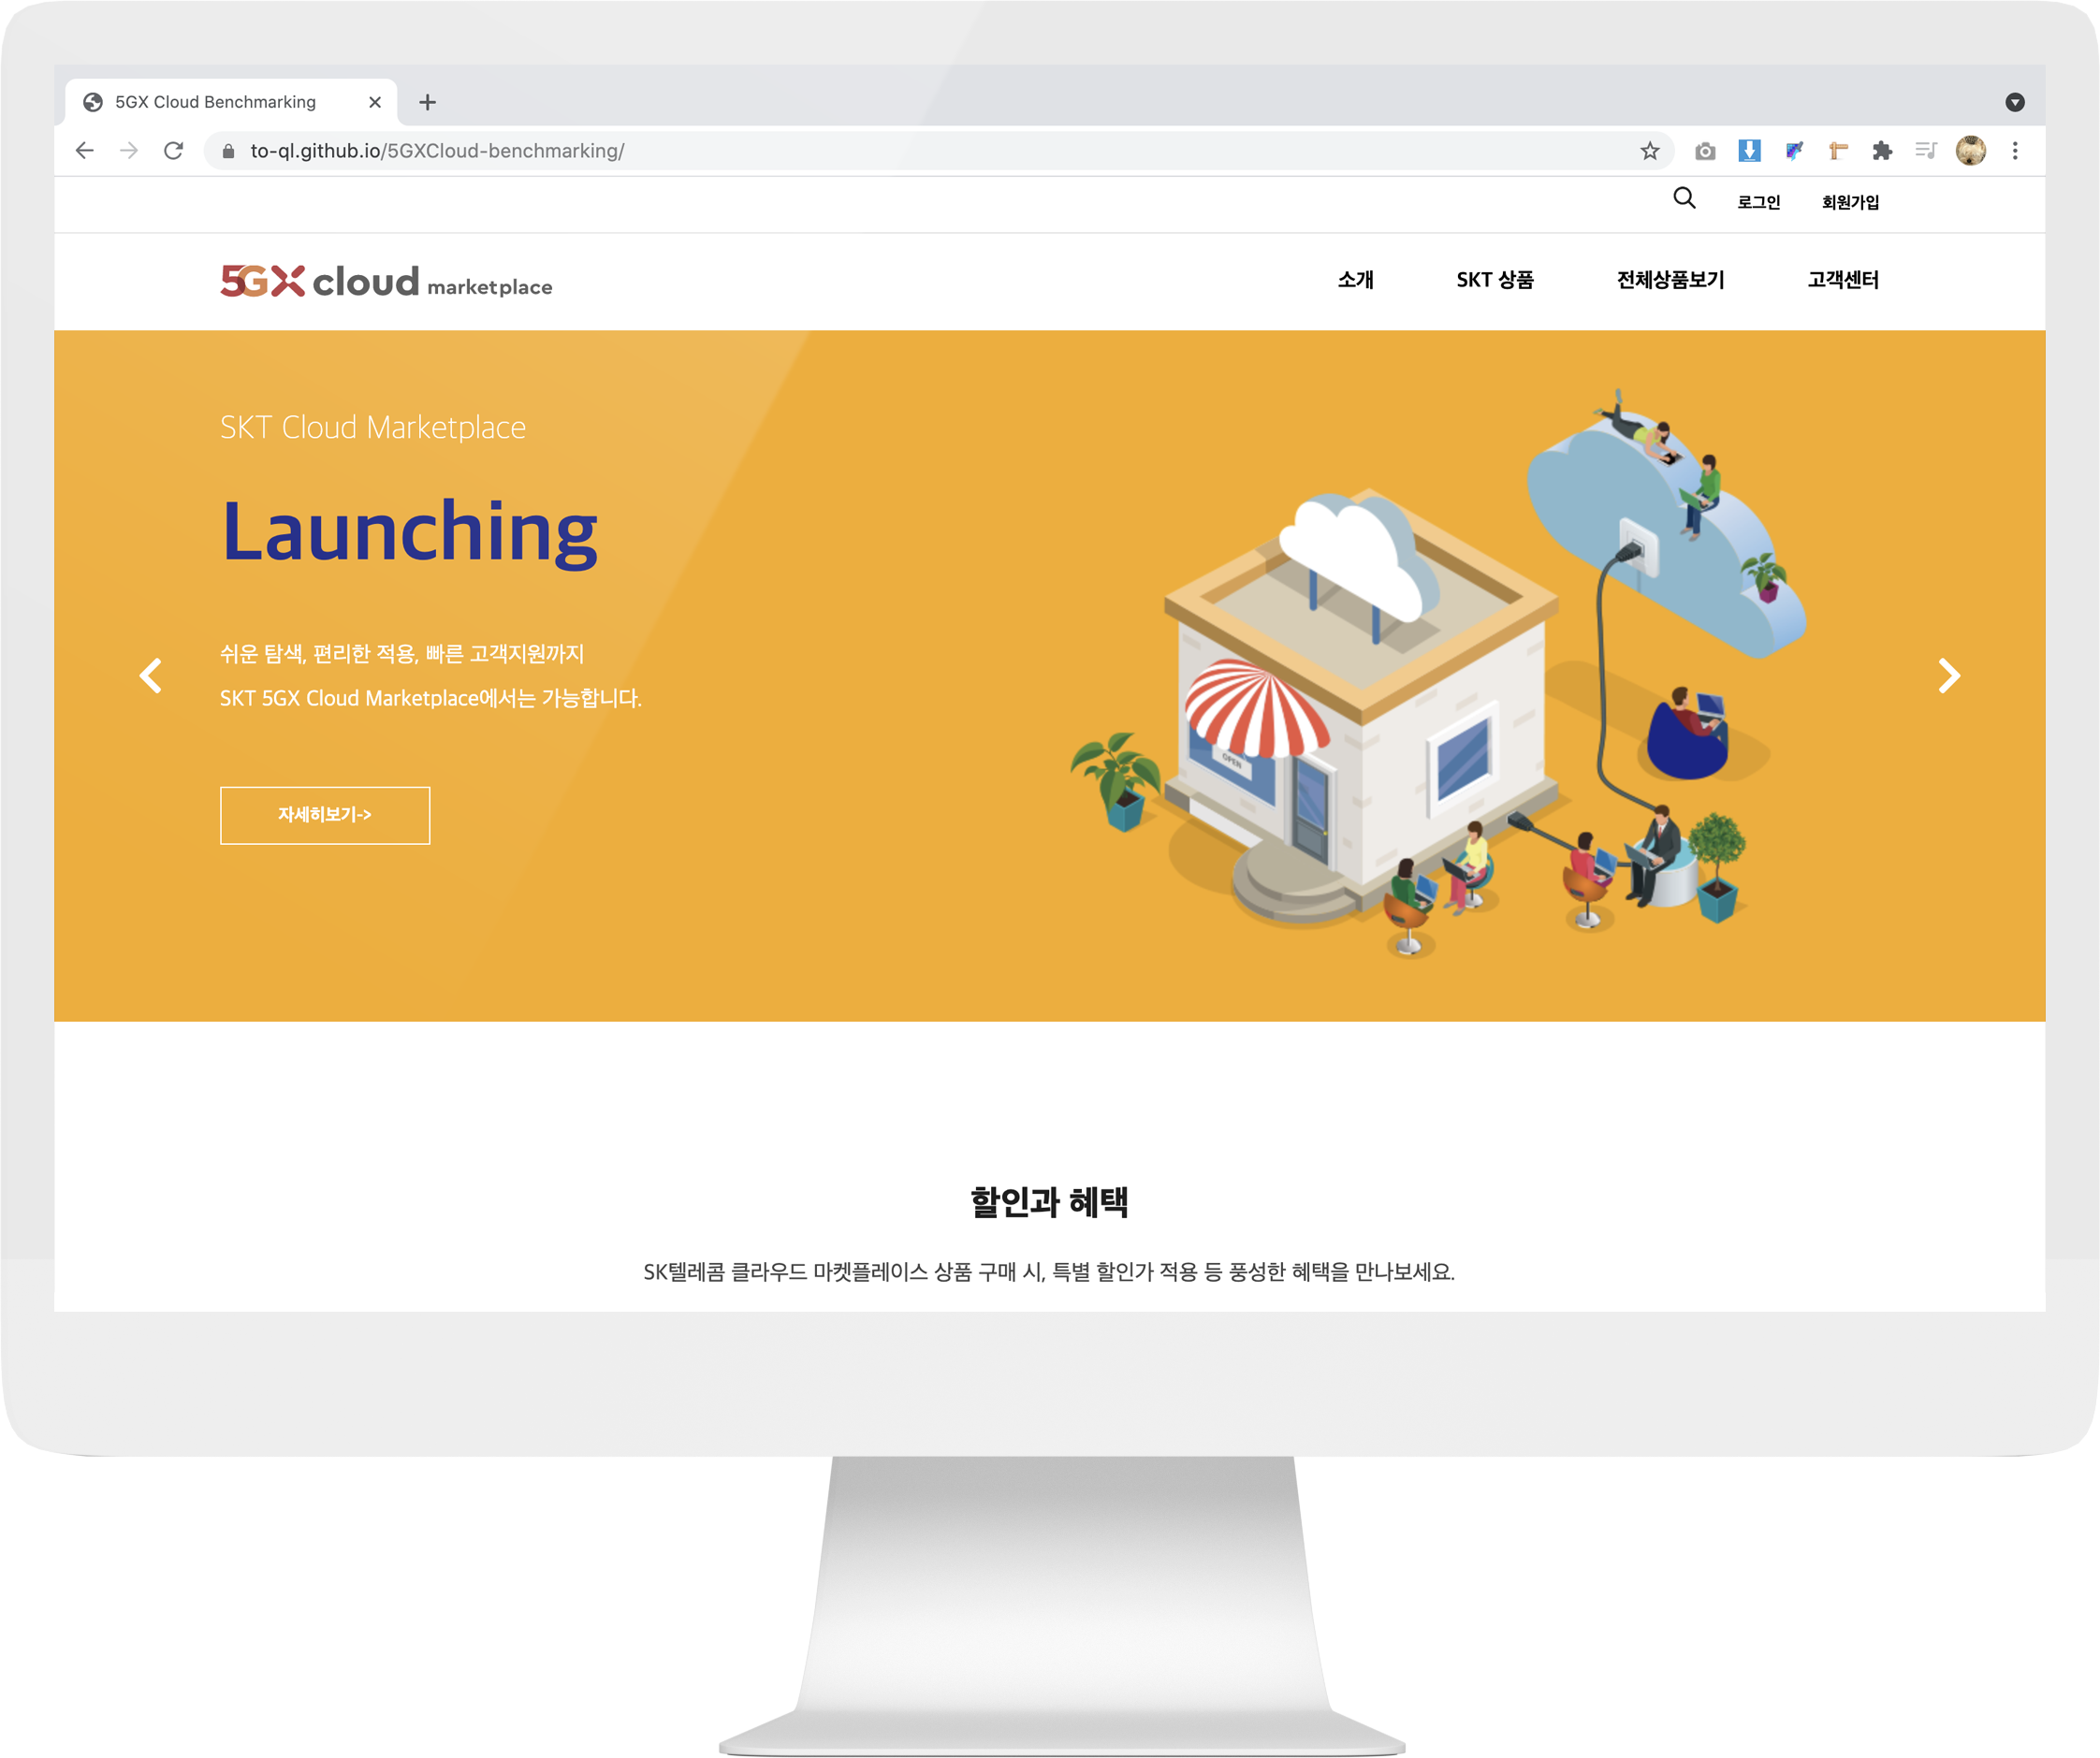 5GX Cloud Benchmarking
to-ql.github.io/5GXCloud-benchmarking/
로그인 회원가입
5GX cloud marketplace
소개 SKT 상품 전체상품보기 고객센터
SKT Cloud Marketplace
Launching
쉬운 탐색, 편리한 적용, 빠른 고객지원까지
SKT 5GX Cloud Marketplace에서는 가능합니다.
자세히보기->
OPEN
할인과 혜택
SK텔레콤 클라우드 마켓플레이스 상품 구매 시, 특별 할인가 적용 등 풍성한 혜택을 만나보세요.